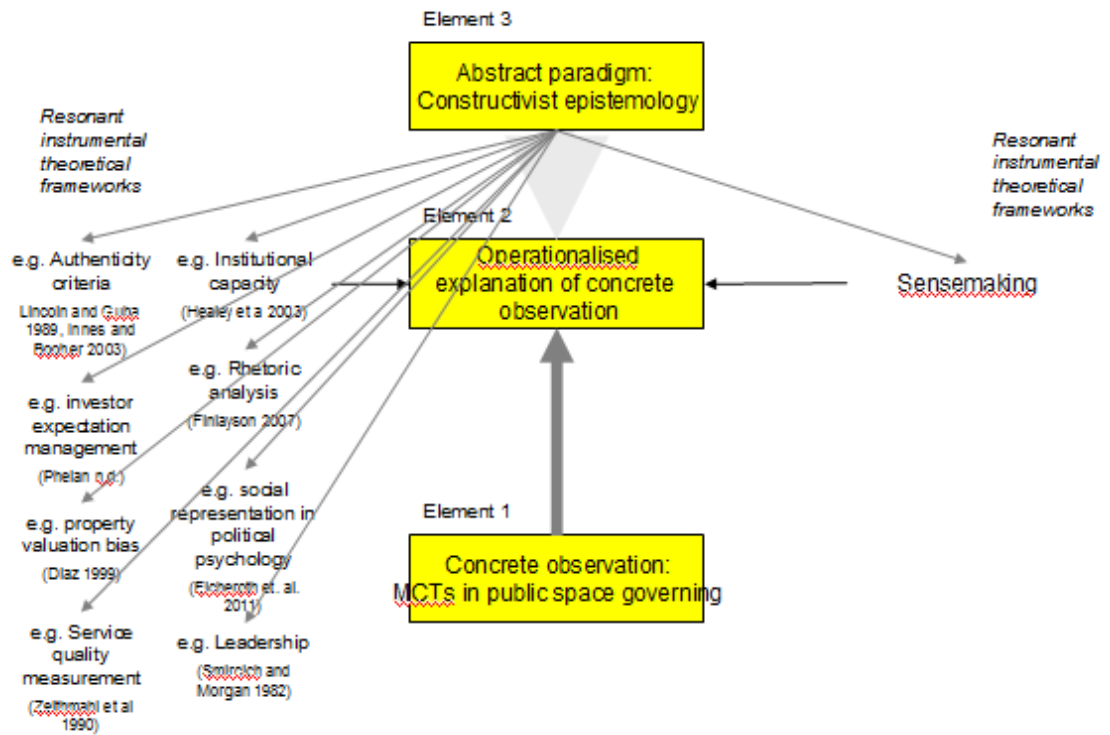 Element 3
Abstract paradigm:
Constructivist epistemology
Resonant
instrumental
theoretical
frameworks
Resonant
instrumental
theoretical
frameworks
Element 2
Operationalised
explanation of concrete
observation
e.g. Authenticity
criteria
Lincoln and Guba
1989, Innes and
Booher 2003)
e.g. Institutional
capacity
(Healey et a 2003)
Sensemaking
e.g. Rhetoric
analysis
(Finlayson 2007)
e.g. investor
expectation
management
(Phelan n.d.)
e.g. social
representation in
political
psychology
(Elcheroth et. al.
2011)
e.g. property
valuation bias
(Diaz 1999)
Element 1
Concrete observation:
MCTs in public space governing
e.g. Service
quality
measurement
(Zeithmahl et al
1990)
e.g. Leadership
(Smircich and
Morgan 1982)